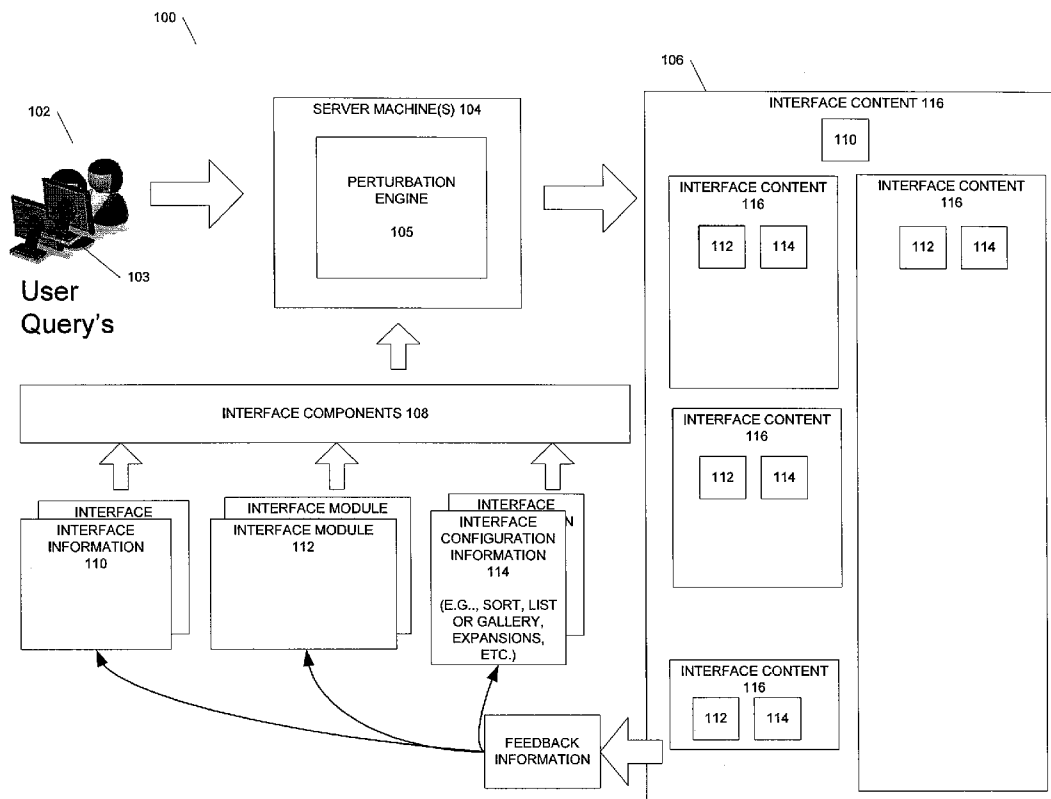 100
102
103
User
Query's
SERVER MACHINE(S) 104
PERTURBATION
ENGINE
105
106
INTERFACE CONTENT 116
110
INTERFACE CONTENT
116
112 114
INTERFACE CONTENT
116
112 114
INTERFACE CONTENT
116
112 114
INTERFACE CONTENT
116
112 114
INTERFACE COMPONENTS 108
INTERFACE
INTERFACE
INFORMATION
110
INTERFACE MODULE
INTERFACE MODULE
112
INTERFACE
INTERFACE
CONFIGURATION
INFORMATION
114
(E.G.., SORT, LIST
OR GALLERY,
EXPANSIONS,
ETC.)
FEEDBACK
INFORMATION